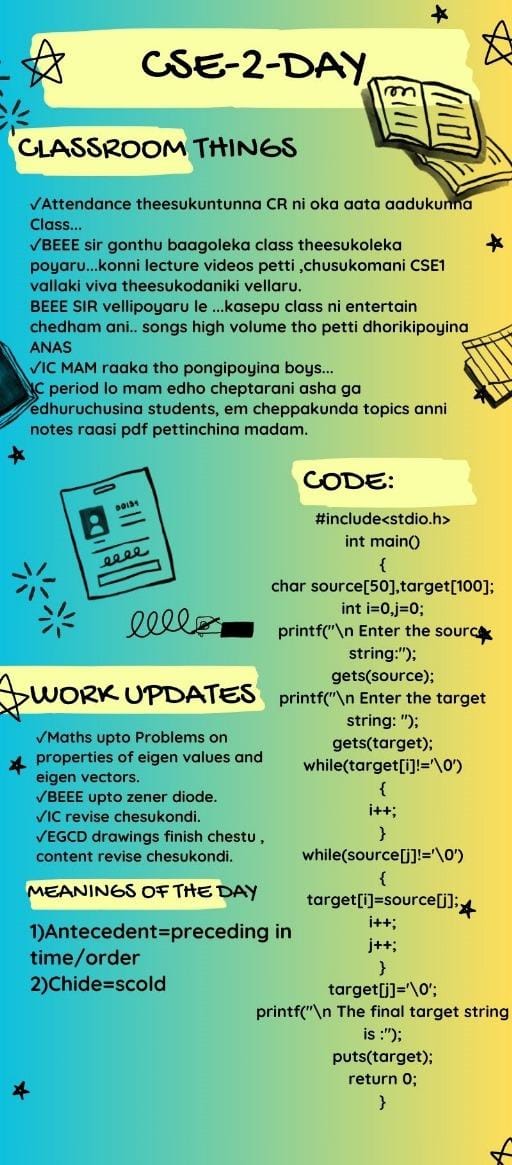 CSE-2-DAY
CLASSROOM THINGS
✓Attendance theesukuntunna CR ni oka aata aadukunna
Class...
✓BEEE sir gonthu baagoleka class theesukoleka
poyaru...konni lecture videos petti ,chusukomani CSE1
vallaki viva theesukodaniki vellaru.
BEEE SIR vellipoyaru le ...kasepu class ni entertain
chedham ani.. songs high volume tho petti dhorikipoyina
ANAS
✓IC MAM raaka tho pongipoyina boys...
IC period lo mam edho cheptarani asha ga
edhuruchusina students, em cheppakunda topics anni
notes raasi pdf pettinchina madam.
WORK UPDATES
✓Maths upto Problems on
properties of eigen values and
eigen vectors.
✓BEEE upto zener diode.
✓IC revise chesukondi.
✓EGCD drawings finish chestu ,
content revise chesukondi.
MEANINGS OF THE DAY
1)Antecedent=preceding in
time/order
2)Chide=scold
CODE:
#include<stdio.h>
int main()
{
char source[50],target[100];
int i=0,j=0;
printf("\n Enter the source
string:");
gets(source);
printf("\n Enter the target
string: ");
gets(target);
while(target[i]!='\0')
{
i++;
}
while(source[j]!='\0')
{
target[i]=source[j];
i++;
j++;
}
target[j]='\0';
printf("\n The final target string
is :");
puts(target);
return 0;
}